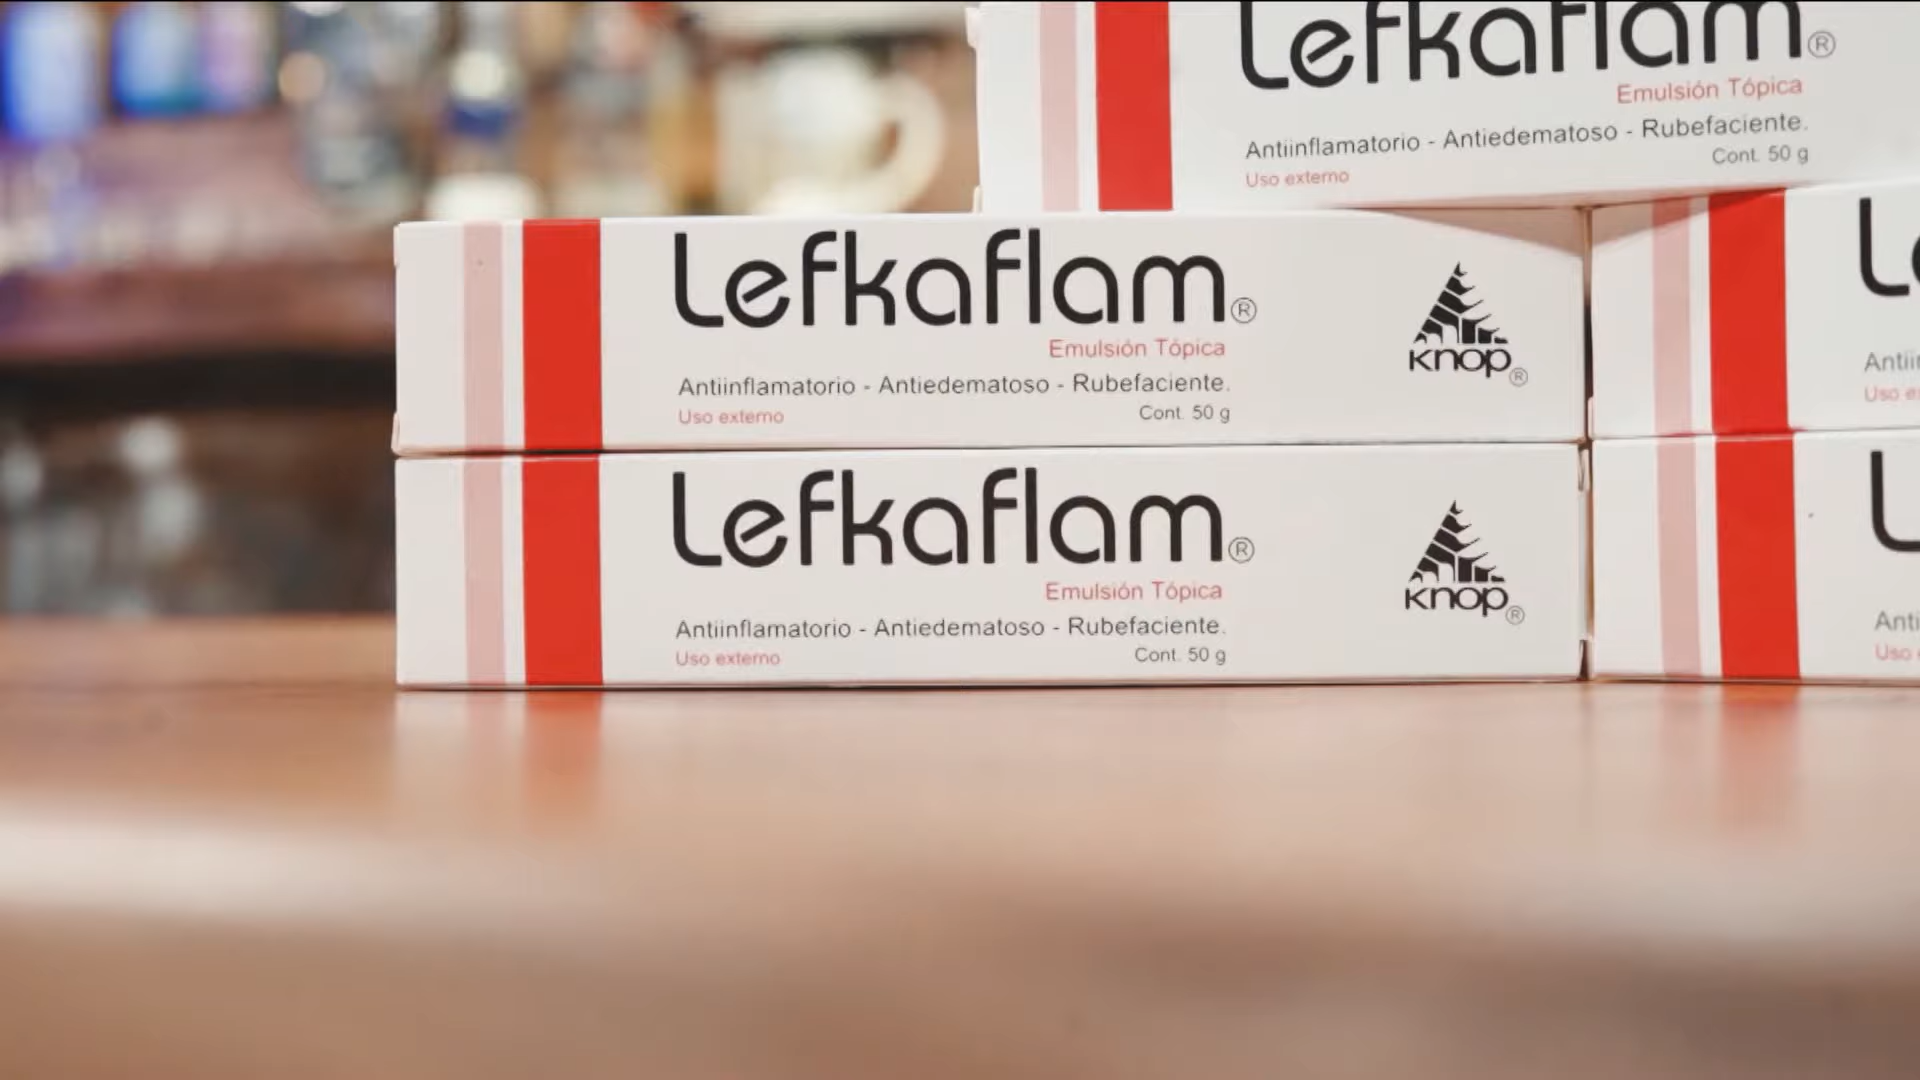 Lefkaflam®
Emulsión Tópica
Antiinflamatorio - Antiedematoso - Rubefaciente.
Cont. 50 g
Uso externo
Lefkaflam®
Emulsión Tópica
Antiinflamatorio - Antiedematoso - Rubefaciente.
Uso externo
Cont. 50 g
knop®
Lefkaflam®
Emulsión Tópica
Antiinflamatorio - Antiedematoso - Rubefaciente.
Uso externo
Cont. 50 g
knop®
Uso